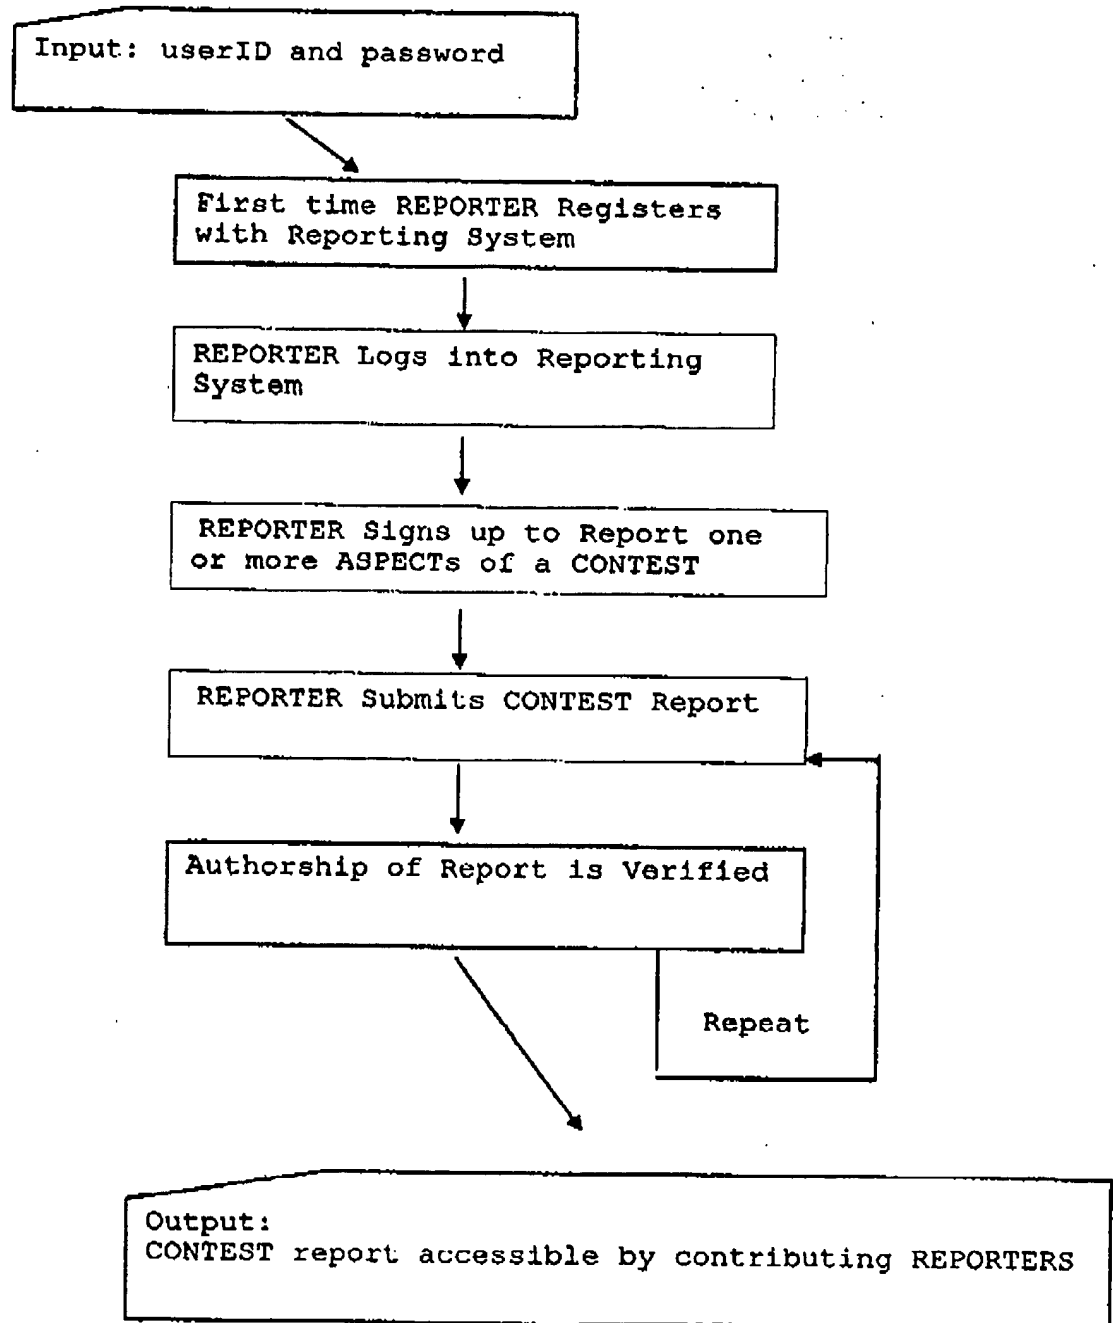 Input: userID and password
First time REPORTER Registers
with Reporting System
REPORTER Logs into Reporting
System
REPORTER Signs up to Report one
or more ASPECTs of a CONTEST
REPORTER Submits CONTEST Report
Authorship of Report is Verified
Repeat
Output:
CONTEST report accessible by contributing REPORTERS